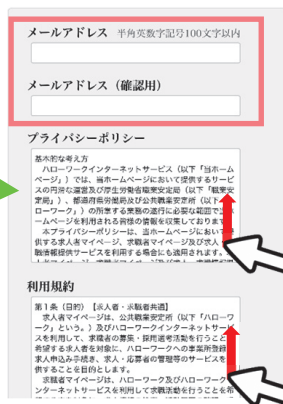 メールアドレス 半角英数字記号100文字以内
メールアドレス（確認用）
プライバシーポリシー
基本的な考え方
ハローワークインターネットサービス（以下「当ホーム
ページ」）では、当ホームページにおいて提供するサービ
スの円滑な運営及び厚生労働省職業安定局（以下「職業安
定局」）、都道府県労働局及び公共職業安定所（以下
ローワーク」）の所掌する業務の遂行に必要な範囲で
ームページを利用される皆様の情報を収集しております
本プライバシーポリシーは、当ホームページにおいて
供する求人者マイページ、求職者マイページ及び求人
職情報提供サービスを利用する場合にも適用されます。
利用規約
第1条（目的）【求人者・求職者共通】
求人者マイページは、公共職業安定所（以下「ハローワ
ーク」という。）及びハローワークインターネットサービ
スを利用して、求職者の募集・採用選考活動を行うこと
希望する求人者を対象に、ハローワークへの事業所登録
求人申込み手続き、求人・応募者の管理等のサービスを
供することを目的とします。
求職者マイページは、ハローワーク及びハローワーク
ンターネットサービスを利用して求職活動を行うことを希